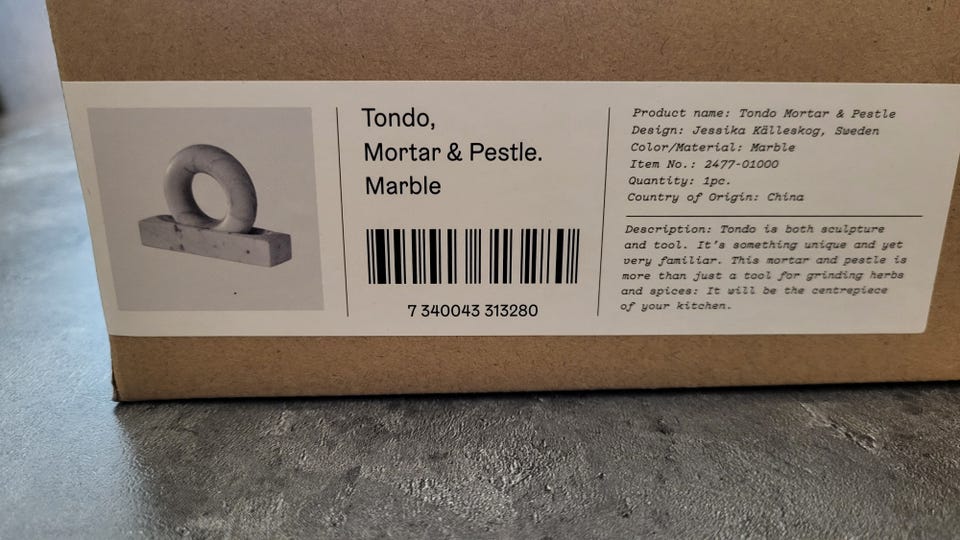 Tondo,
Mortar & Pestle.
Marble
7 340043 313280
Product name: Tondo Mortar & Pestle
Design: Jessika Källeskog, Sweden
Color/Material: Marble
Item No.: 2477-01000
Quantity: 1pc.
Country of Origin: China
Description: Tondo is both sculpture
and tool. It's something unique and yet
very familiar. This mortar and pestle is
more than just a tool for grinding herbs
and spices: It will be the centrepiece
of your kitchen.